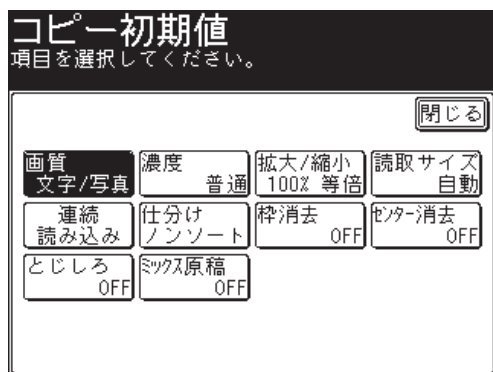 コピー初期値
項目を選択してください。
閉じる
画質 濃度 拡大/縮小 読取サイズ
文字/写真 普通 100% 等倍 自動
連続 仕分け 枠消去 ｾﾝﾀｰ消去
読み込み ノンソート OFF OFF
とじしろ ﾐｯｸｽ原稿
OFF OFF